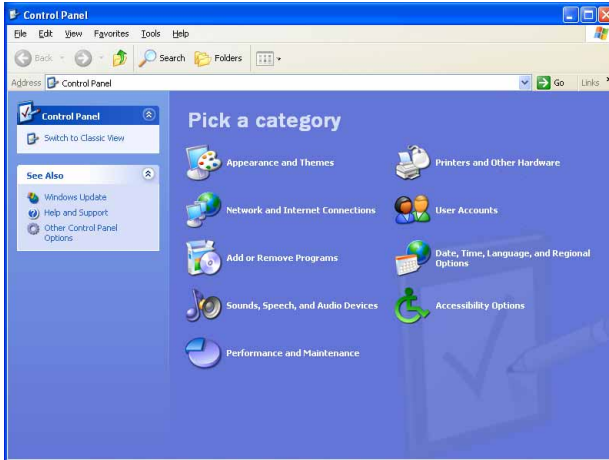 Control Panel
File Edit View Favorites Tools Help
Back Search Folders
Address Control Panel Go Links
Control Panel
Switch to Classic View
See Also
Windows Update
Help and Support
Other Control Panel
Options
Pick a category
Appearance and Themes
Printers and Other Hardware
Network and Internet Connections
User Accounts
Add or Remove Programs
Date, Time, Language, and Regional
Options
Sounds, Speech, and Audio Devices
Accessibility Options
Performance and Maintenance